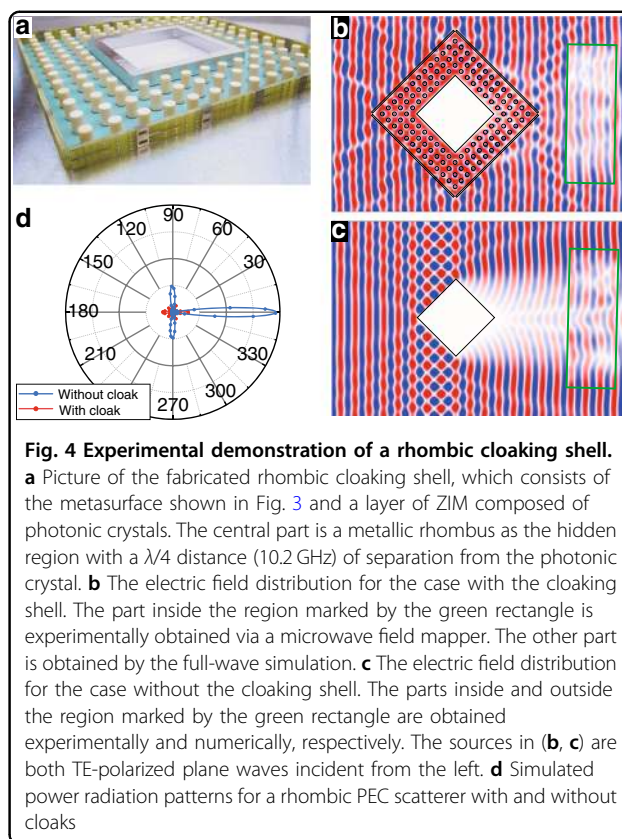 a
b
d
90
120
60
150
30
180
0
210
330
240
300
270
Without cloak
With cloak
c
Fig. 4 Experimental demonstration of a rhombic cloaking shell.
a Picture of the fabricated rhombic cloaking shell, which consists of
the metasurface shown in Fig. 3 and a layer of ZIM composed of
photonic crystals. The central part is a metallic rhombus as the hidden
region with a λ/4 distance (10.2 GHz) of separation from the photonic
crystal. b The electric field distribution for the case with the cloaking
shell. The part inside the region marked by the green rectangle is
experimentally obtained via a microwave field mapper. The other part
is obtained by the full-wave simulation. c The electric field distribution
for the case without the cloaking shell. The parts inside and outside
the region marked by the green rectangle are obtained
experimentally and numerically, respectively. The sources in (b, c) are
both TE-polarized plane waves incident from the left. d Simulated
power radiation patterns for a rhombic PEC scatterer with and without
cloaks